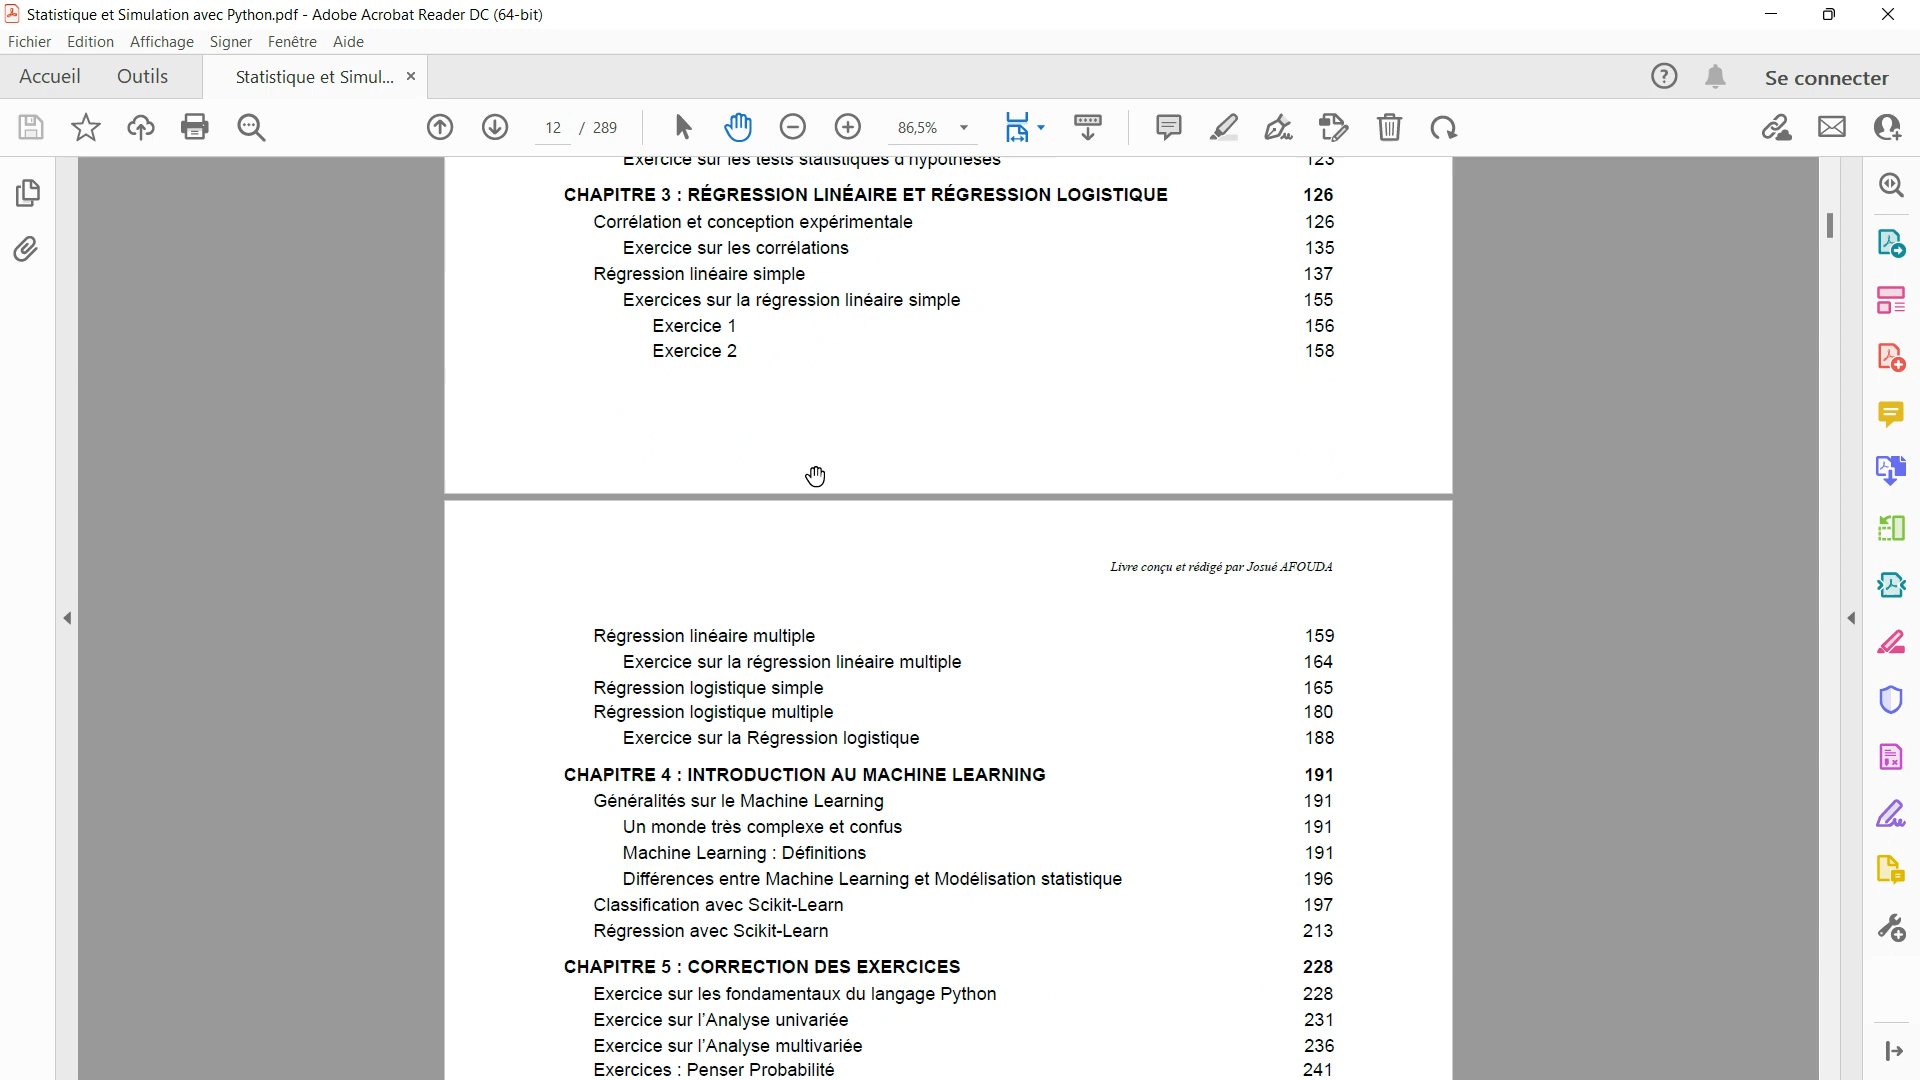 Statistique et Simulation avec Python.pdf - Adobe Acrobat Reader DC (64-bit)
Fichier Edition Affichage Signer Fenêtre Aide
Accueil Outils Statistique et Simul... × Se connecter
12 / 289 86,5%
Exercice sur les tests statistiques d'hypothèses 123
CHAPITRE 3 : RÉGRESSION LINÉAIRE ET RÉGRESSION LOGISTIQUE 126
Corrélation et conception expérimentale 126
Exercice sur les corrélations 135
Régression linéaire simple 137
Exercices sur la régression linéaire simple 155
Exercice 1 156
Exercice 2 158
Livre conçu et rédigé par Josué AFOUDA
Régression linéaire multiple 159
Exercice sur la régression linéaire multiple 164
Régression logistique simple 165
Régression logistique multiple 180
Exercice sur la Régression logistique 188
CHAPITRE 4 : INTRODUCTION AU MACHINE LEARNING 191
Généralités sur le Machine Learning 191
Un monde très complexe et confus 191
Machine Learning : Définitions 191
Différences entre Machine Learning et Modélisation statistique 196
Classification avec Scikit-Learn 197
Régression avec Scikit-Learn 213
CHAPITRE 5 : CORRECTION DES EXERCICES 228
Exercice sur les fondamentaux du langage Python 228
Exercice sur l'Analyse univariée 231
Exercice sur l'Analyse multivariée 236
Exercices : Penser Probabilité 241